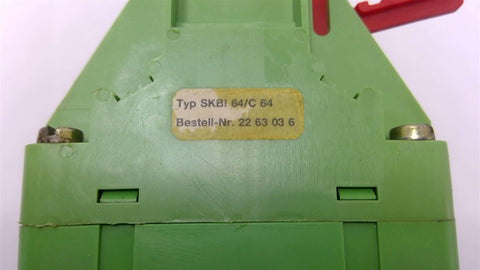 Typ SKBI 64/C 64
Bestell-Nr. 22 63 03 6